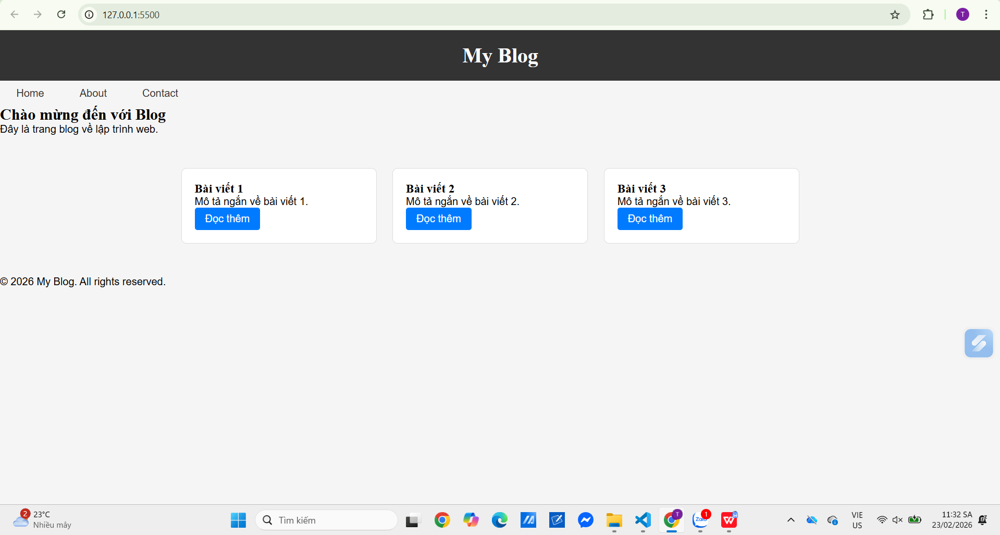 127.0.0.1:5500
T
My Blog
Home About Contact
Chào mừng đến với Blog
Đây là trang blog về lập trình web.
Bài viết 1
Mô tả ngắn về bài viết 1.
Đọc thêm
Bài viết 2
Mô tả ngắn về bài viết 2.
Đọc thêm
Bài viết 3
Mô tả ngắn về bài viết 3.
Đọc thêm
© 2026 My Blog. All rights reserved.
2
23°C
Nhiều mây
Tìm kiếm
T
Zalo
1
W
VIE
US
11:32 SA
23/02/2026